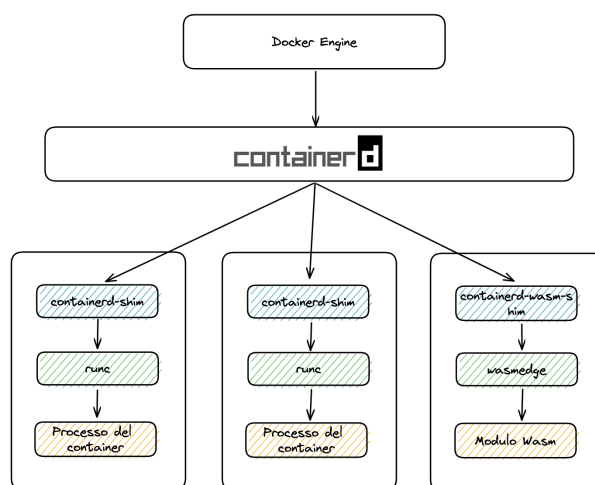 Docker Engine
containerd
containerd-shim
runc
Processo del
container
containerd-shim
runc
Processo del
container
containerd-wasm-s
him
wasmedge
Modulo Wasm